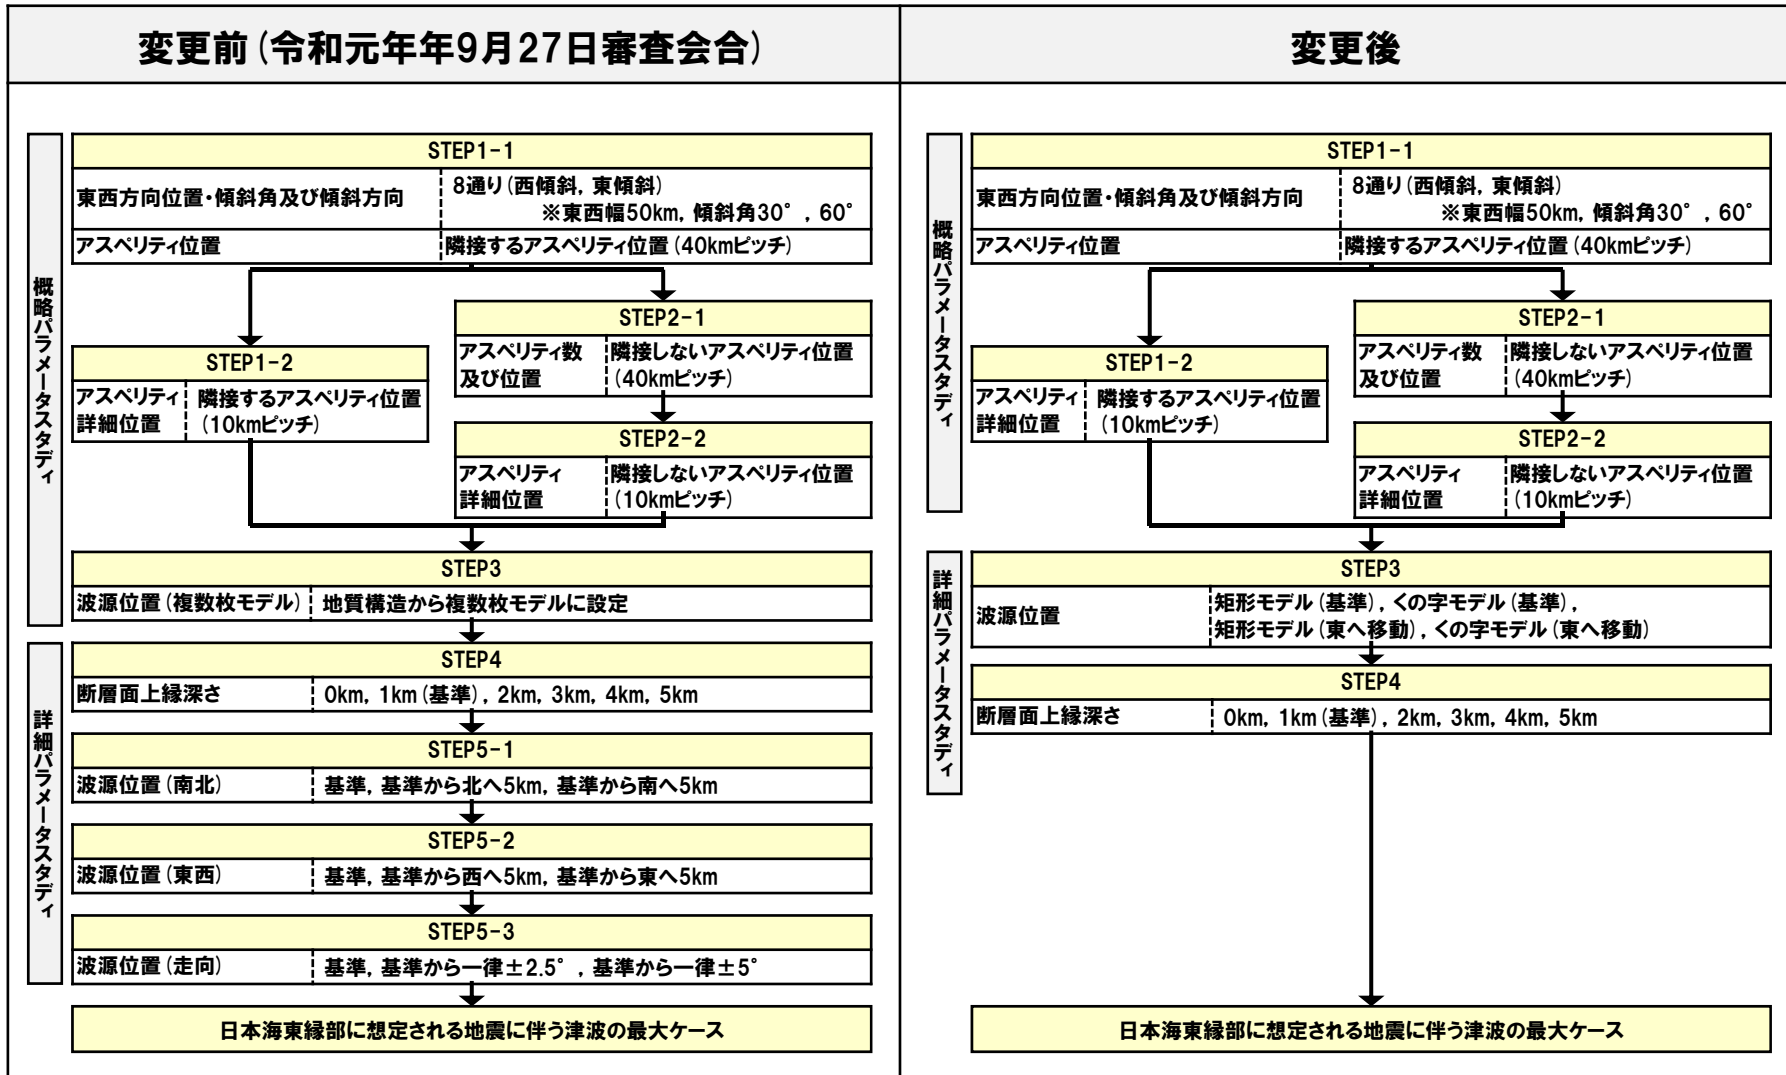 変更前(令和元年年9月27日審査会合)
概略パラメータスタディ
STEP1-1
東西方向位置・傾斜角及び傾斜方向
8通り(西傾斜,東傾斜)
※東西幅50km,傾斜角30°,60°
アスペリティ位置
隣接するアスペリティ位置(40kmピッチ)
STEP1-2
アスペリティ
詳細位置
隣接するアスペリティ位置
(10kmピッチ)
STEP2-1
アスペリティ数
及び位置
隣接しないアスペリティ位置
(40kmピッチ)
STEP2-2
アスペリティ
詳細位置
隣接しないアスペリティ位置
(10kmピッチ)
STEP3
波源位置(複数枚モデル)
地質構造から複数枚モデルに設定
詳細パラメータスタディ
STEP4
断層面上縁深さ
0km,1km(基準),2km,3km,4km,5km
STEP5-1
波源位置(南北)
基準,基準から北へ5km,基準から南へ5km
STEP5-2
波源位置(東西)
基準,基準から西へ5km,基準から東へ5km
STEP5-3
波源位置(走向)
基準,基準から一律±2.5°,基準から一律±5°
日本海東縁部に想定される地震に伴う津波の最大ケース
変更後
概略パラメータスタディ
STEP1-1
東西方向位置・傾斜角及び傾斜方向
8通り(西傾斜,東傾斜)
※東西幅50km,傾斜角30°,60°
アスペリティ位置
隣接するアスペリティ位置(40kmピッチ)
STEP1-2
アスペリティ
詳細位置
隣接するアスペリティ位置
(10kmピッチ)
STEP2-1
アスペリティ数
及び位置
隣接しないアスペリティ位置
(40kmピッチ)
STEP2-2
アスペリティ
詳細位置
隣接しないアスペリティ位置
(10kmピッチ)
詳細パラメータスタディ
STEP3
波源位置
矩形モデル(基準),くの字モデル(基準),
矩形モデル(東へ移動),くの字モデル(東へ移動)
STEP4
断層面上縁深さ
0km,1km(基準),2km,3km,4km,5km
日本海東縁部に想定される地震に伴う津波の最大ケース